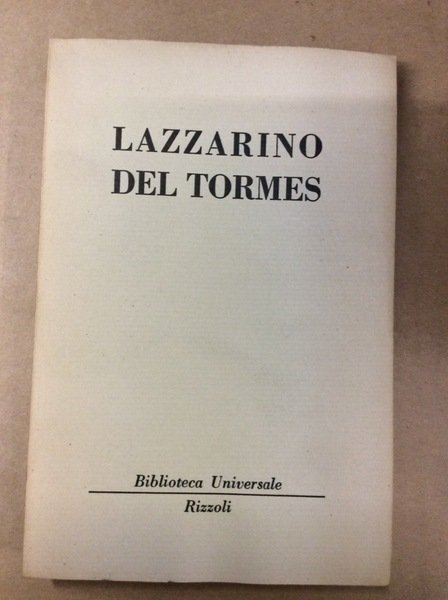 LAZZARINO
DEL TORMES
Biblioteca Universale
Rizzoli